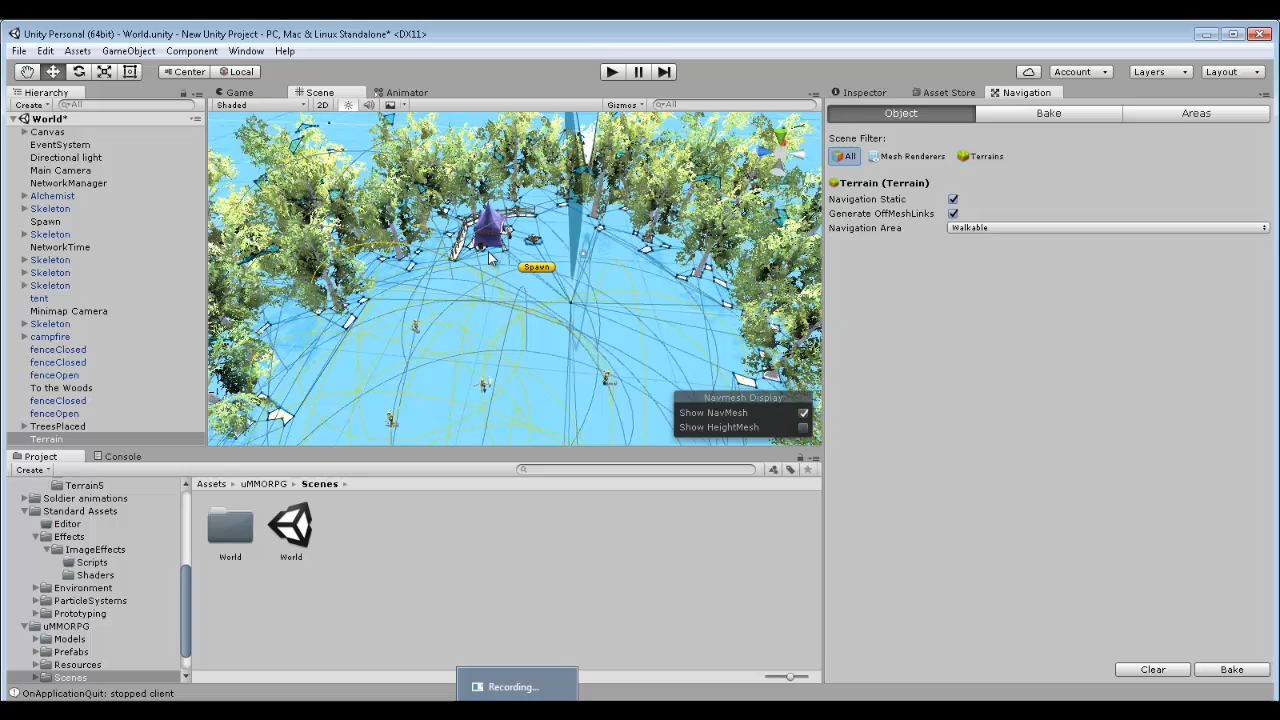 Unity Personal (64bit) - World.unity - New Unity Project - PC, Mac & Linux Standalone* <DX11>
File Edit Assets GameObject Component Window Help
Center Local Account Layers Layout
Hierarchy Game Scene Animator Inspector Asset Store Navigation
Create All Shaded 2D Gizmos All
Object Bake Areas
World*
Canvas
EventSystem
Directional light
Main Camera
NetworkManager
Alchemist
Skeleton
Spawn
Skeleton
NetworkTime
Skeleton
Skeleton
Skeleton
tent
Minimap Camera
Skeleton
campfire
fenceClosed
fenceClosed
fenceOpen
To the Woods
fenceClosed
fenceOpen
TreesPlaced
Terrain
Spawn
Navmesh Display
Show NavMesh
Show HeightMesh
Scene Filter:
All Mesh Renderers Terrains
Terrain (Terrain)
Navigation Static
Generate OffMeshLinks
Navigation Area Walkable
Project Console
Create
Terrain5
Soldier animations
Standard Assets
Editor
Effects
ImageEffects
Scripts
Shaders
Environment
ParticleSystems
Prototyping
uMMORPG
Models
Prefabs
Resources
Scenes
Assets uMMORPG Scenes
World World
Clear Bake
Recording...
OnApplicationQuit: stopped client